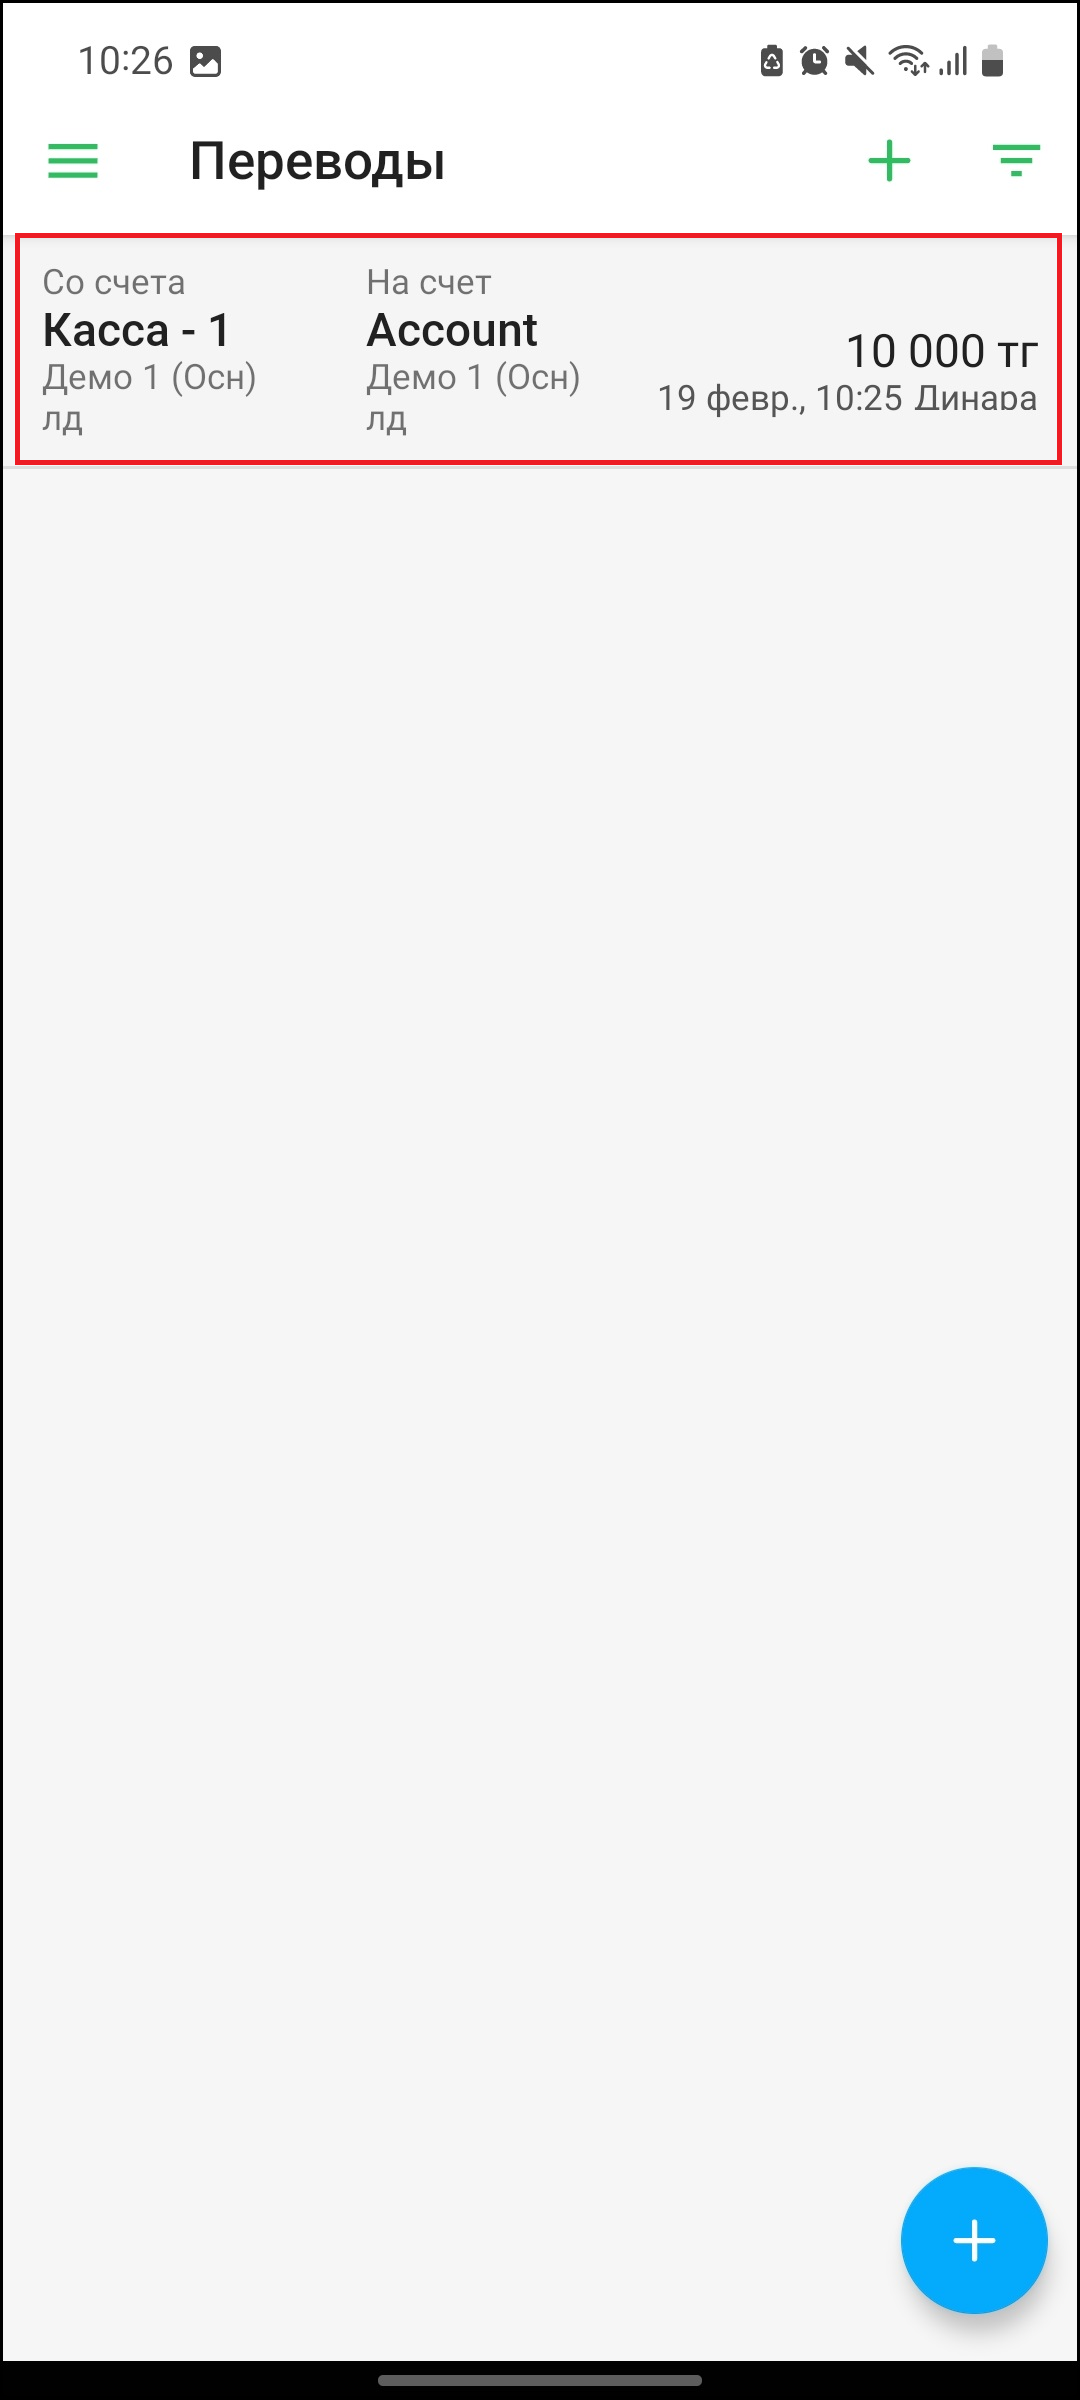 10:26
Переводы
Со счета
Касса - 1
Демо 1 (Осн)
лд
На счет
Account
Демо 1 (Осн)
лд
10 000 тг
19 февр., 10:25 Динара